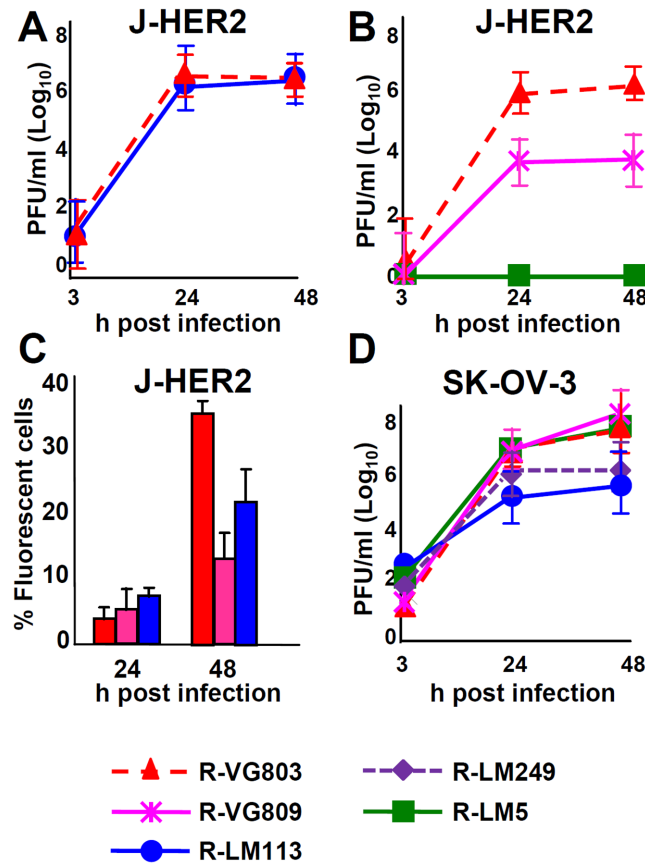 A
J-HER2
PFU/ml (Log10)
8
6
4
2
0
3
24
48
h post infection
B
J-HER2
PFU/ml (Log10)
8
6
4
2
0
3
24
48
h post infection
C
J-HER2
% Fluorescent cells
40
30
20
10
0
24
48
h post infection
D
SK-OV-3
PFU/ml (Log10)
8
6
4
2
0
3
24
48
h post infection
R-VG803
R-LM249
R-VG809
R-LM5
R-LM113